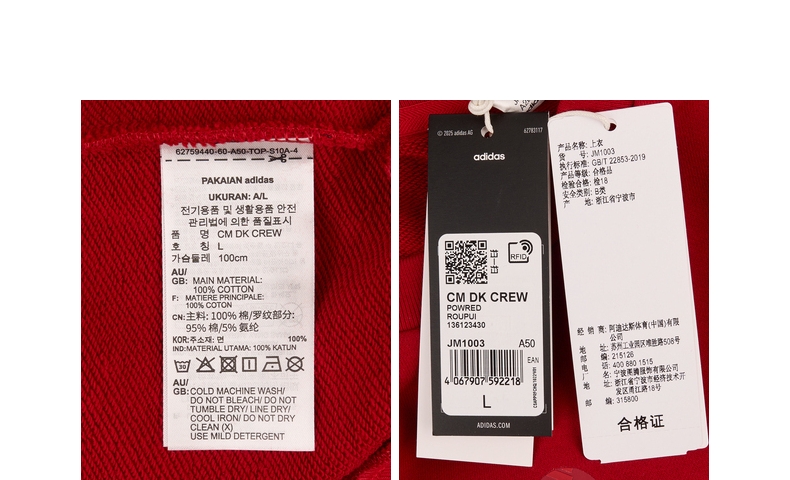 62759440-60-A50-TOP-S10A-4
PAKAIAN adidas
UKURAN: A/L
전기용품 및 생활용품 안전
관리법에 의한 품질표시
품 명 CM DK CREW
호 칭 L
가슴둘레 100cm
AU/
GB: MAIN MATERIAL:
100% COTTON
F: MATIERE PRINCIPALE:
100% COTON
CN: 主料: 100% 棉/罗纹部分:
95% 棉/5% 氨纶
KOR: 주소재: 면 100%
IND: MATERIAL UTAMA: 100% KATUN
AU/
GB: COLD MACHINE WASH/
DO NOT BLEACH/ DO NOT
TUMBLE DRY/ LINE DRY/
COOL IRON/ DO NOT DRY
CLEAN (X)
USE MILD DETERGENT
© 2025 adidas AG 62783117
adidas
RFID
CM DK CREW
POWRED
ROUPUI
136123430
JM1003 A50
EAN
4 067907 592218
L
ADIDAS.COM
产品名称: 上衣
货 号: JM1003
执行标准: GB/T 22853-2019
产品等级: 合格品
检验合格: 检18
安全类别: B类
产 地: 浙江省宁波市
经 销 商: 阿迪达斯体育(中国)有限
公司
地 址: 苏州工业园区唯亭唯新路508号
邮 编: 215126
电 话: 400 880 1515
厂 名: 宁波熙腾服饰有限公司
地 址: 浙江省宁波市经济技术开
发区甬江路18号
邮 编: 315800
合格证